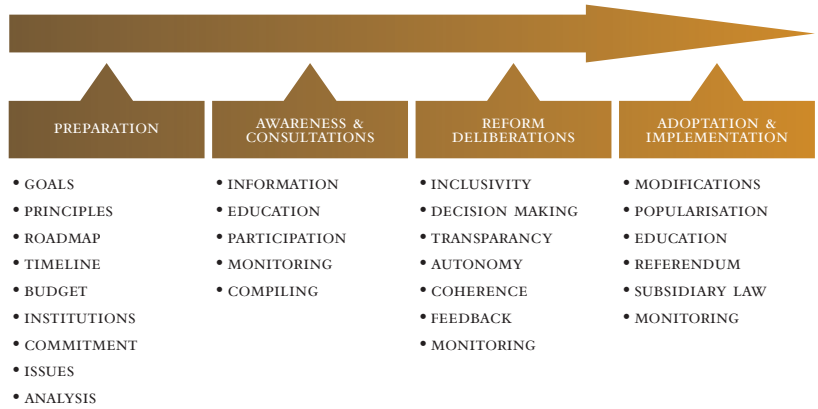 PREPARATION
• GOALS
• PRINCIPLES
• ROADMAP
• TIMELINE
• BUDGET
• INSTITUTIONS
• COMMITMENT
• ISSUES
• ANALYSIS
AWARENESS &
CONSULTATIONS
• INFORMATION
• EDUCATION
• PARTICIPATION
• MONITORING
• COMPILING
REFORM
DELIBERATIONS
• INCLUSIVITY
• DECISION MAKING
• TRANSPARANCY
• AUTONOMY
• COHERENCE
• FEEDBACK
• MONITORING
ADOPTATION &
IMPLEMENTATION
• MODIFICATIONS
• POPULARISATION
• EDUCATION
• REFERENDUM
• SUBSIDIARY LAW
• MONITORING